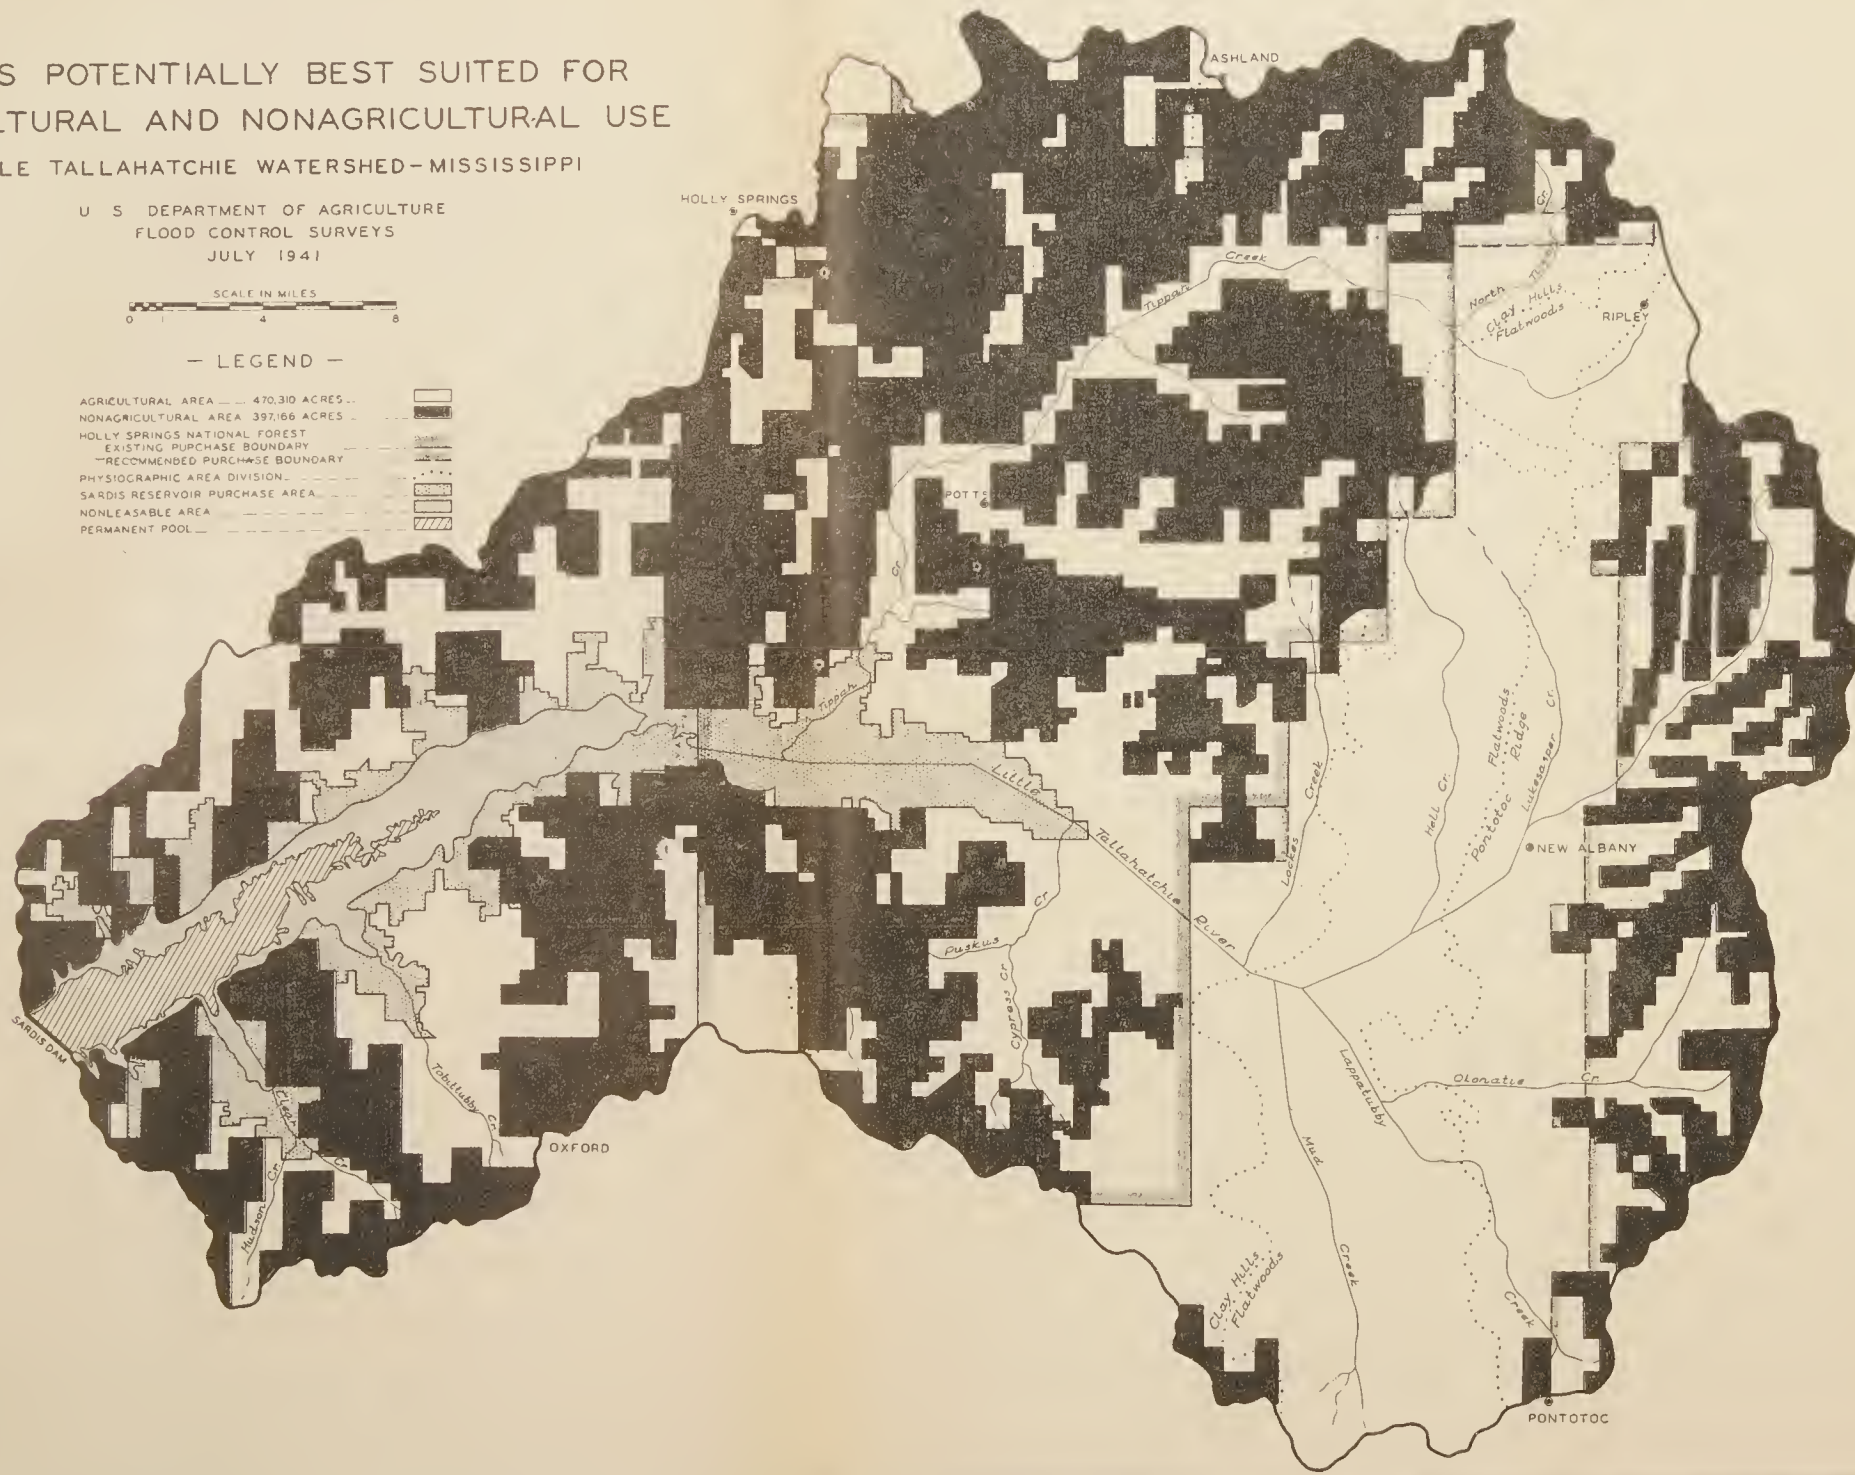 S POTENTIALLY BEST SUITED FOR
LTURAL AND NONAGRICULTURAL USE
LE TALLAHATCHIE WATERSHED–MISSISSIPPI
U S DEPARTMENT OF AGRICULTURE
FLOOD CONTROL SURVEYS
JULY 1941
SCALE IN MILES
0 1 4 8
— LEGEND —
AGRICULTURAL AREA 470,310 ACRES
NONAGRICULTURAL AREA 397,166 ACRES
HOLLY SPRINGS NATIONAL FOREST
EXISTING PURCHASE BOUNDARY
RECOMMENDED PURCHASE BOUNDARY
PHYSIOGRAPHIC AREA DIVISION
SARDIS RESERVOIR PURCHASE AREA
NONLEASABLE AREA
PERMANENT POOL
ASHLAND
HOLLY SPRINGS
Cr.
Tippah Creek
North Tippah
Clay Hills
Flatwoods
RIPLEY
POTTS
Cr.
Tippah
Little
Tallahatchie
River
Lockes Creek
Hell Cr.
Flatwoods
Pontotoc Ridge
Lukesasper Cr.
NEW ALBANY
Puskus
Cr.
Cypress Cr
SARDIS DAM
Tobittubby Cr.
Clear
Cr.
Hudson Cr.
OXFORD
Lappatubby
Olonatie
Cr.
Mud
Creek
Creek
Clay Hills
Flatwoods
PONTOTOC